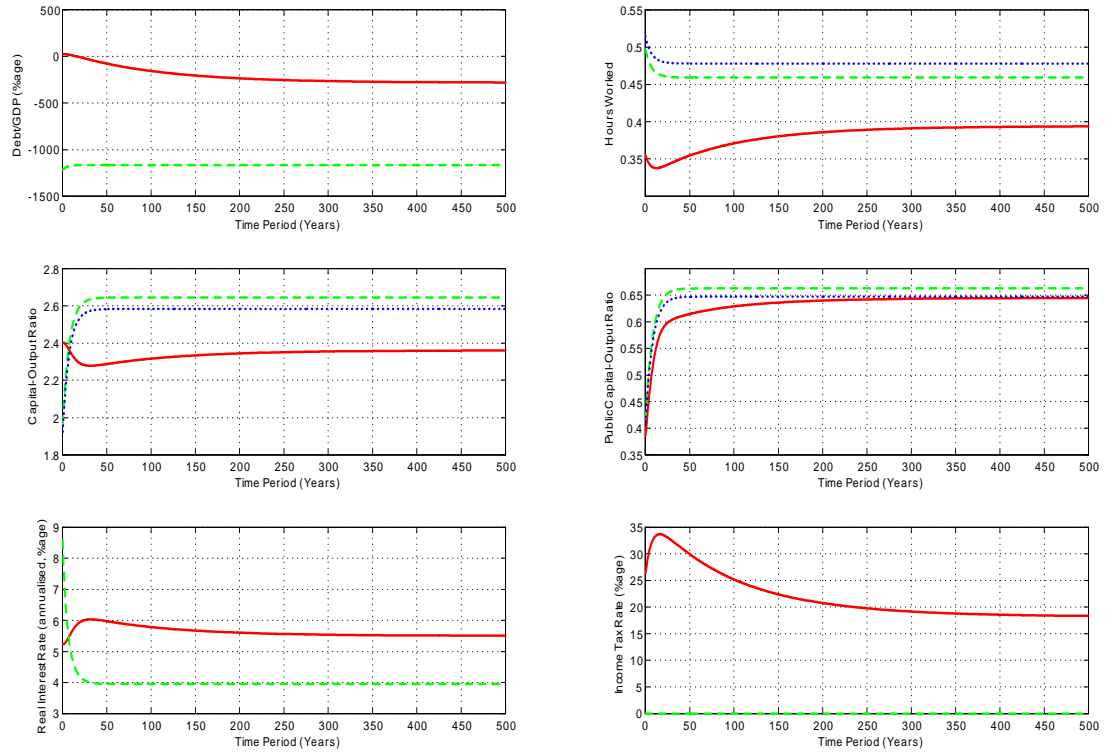 500
0
-500
-1000
-1500
Debt/GDP (%age)
0 50 100 150 200 250 300 350 400 450 500
Time Period (Years)
0.55
0.5
0.45
0.4
0.35
Hours Worked
0 50 100 150 200 250 300 350 400 450 500
Time Period (Years)
2.8
2.6
2.4
2.2
2
1.8
Capital-Output Ratio
0 50 100 150 200 250 300 350 400 450 500
Time Period (Years)
0.65
0.6
0.55
0.5
0.45
0.4
0.35
Public Capital-Output Ratio
0 50 100 150 200 250 300 350 400 450 500
Time Period (Years)
9
8
7
6
5
4
3
Real Interest Rate (annualised, %age)
0 50 100 150 200 250 300 350 400 450 500
Time Period (Years)
35
30
25
20
15
10
5
0
Income Tax Rate (%age)
0 50 100 150 200 250 300 350 400 450 500
Time Period (Years)